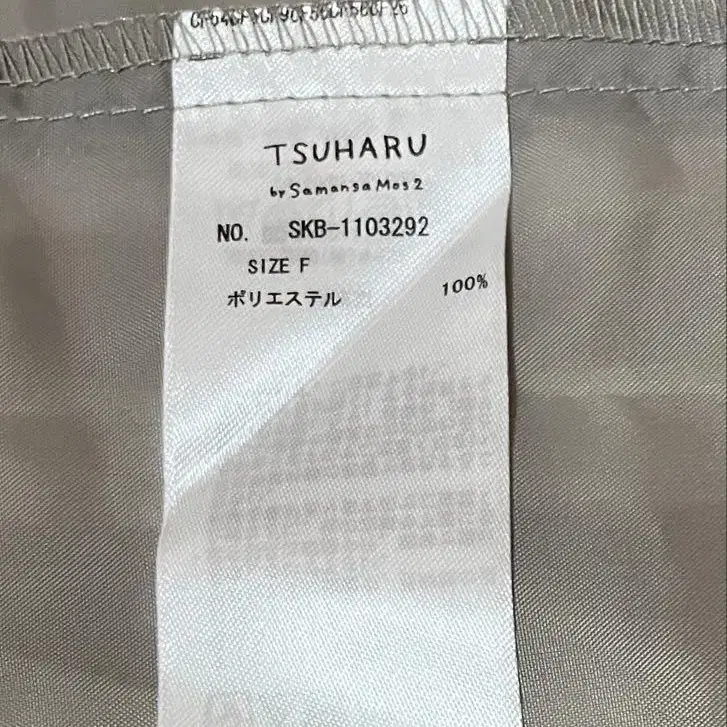 TSUHARU
by Samansa Mos2
NO. SKB-1103292
SIZE F
ポリエステル 100%